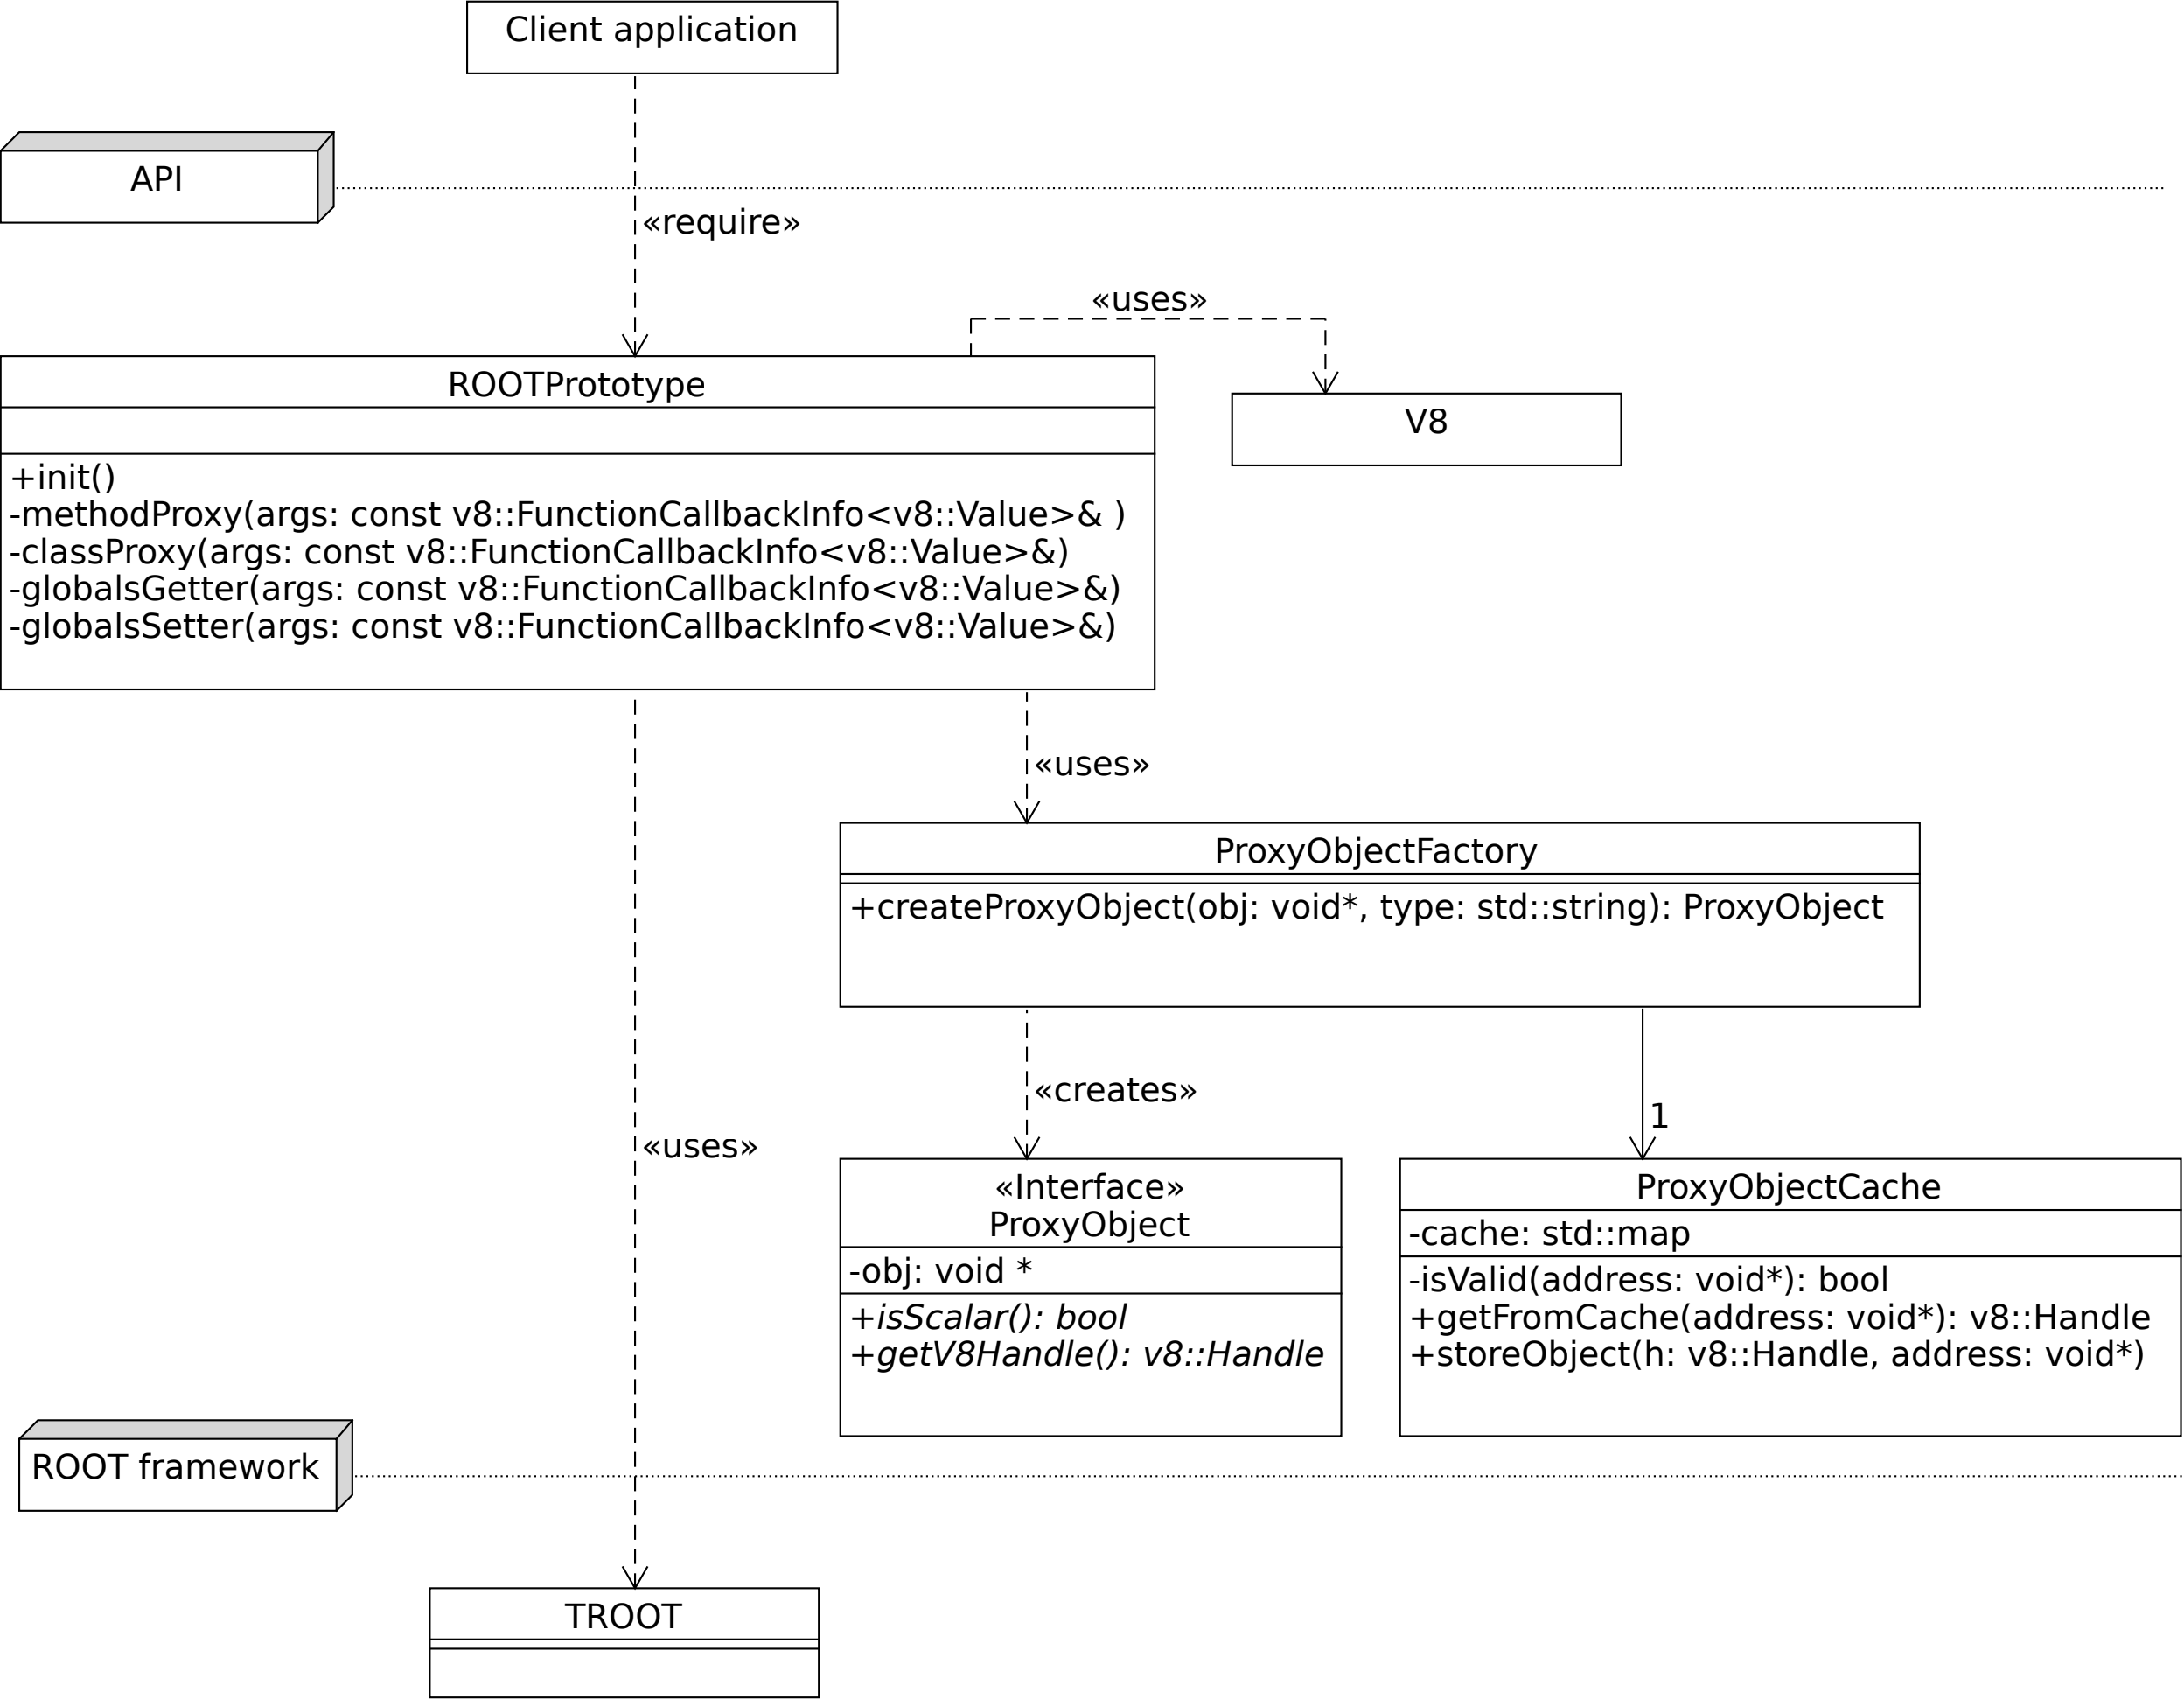 Client application
API
«require»
«uses»
ROOTPrototype
V8
+init()
-methodProxy(args: const v8::FunctionCallbackInfo<v8::Value>& )
-classProxy(args: const v8::FunctionCallbackInfo<v8::Value>&)
-globalsGetter(args: const v8::FunctionCallbackInfo<v8::Value>&)
-globalsSetter(args: const v8::FunctionCallbackInfo<v8::Value>&)
«uses»
ProxyObjectFactory
+createProxyObject(obj: void*, type: std::string): ProxyObject
«creates»
1
«uses»
«Interface»
ProxyObject
-obj: void *
+isScalar(): bool
+getV8Handle(): v8::Handle
ProxyObjectCache
-cache: std::map
-isValid(address: void*): bool
+getFromCache(address: void*): v8::Handle
+storeObject(h: v8::Handle, address: void*)
ROOT framework
TROOT